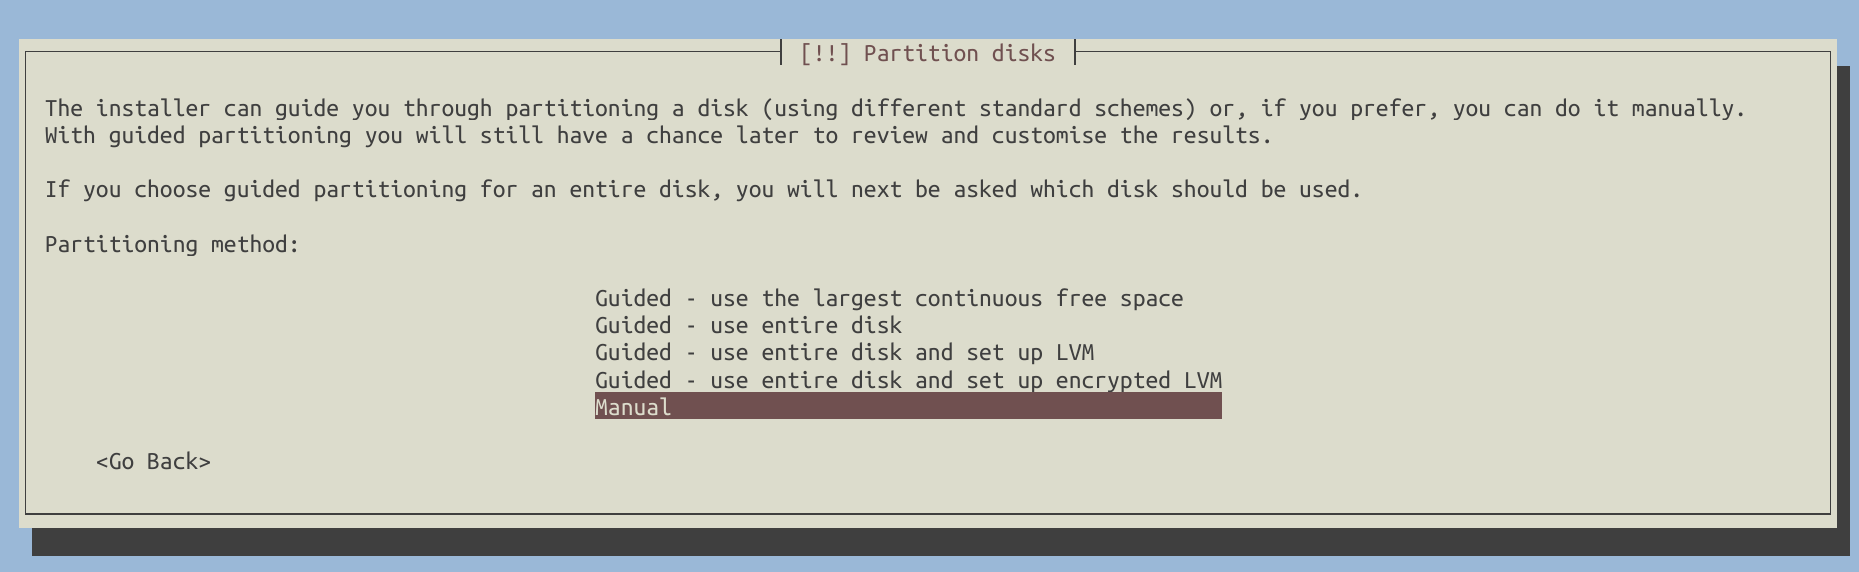 [!!] Partition disks
The installer can guide you through partitioning a disk (using different standard schemes) or, if you prefer, you can do it manually.
With guided partitioning you will still have a chance later to review and customise the results.
If you choose guided partitioning for an entire disk, you will next be asked which disk should be used.
Partitioning method:
Guided - use the largest continuous free space
Guided - use entire disk
Guided - use entire disk and set up LVM
Guided - use entire disk and set up encrypted LVM
Manual
<Go Back>